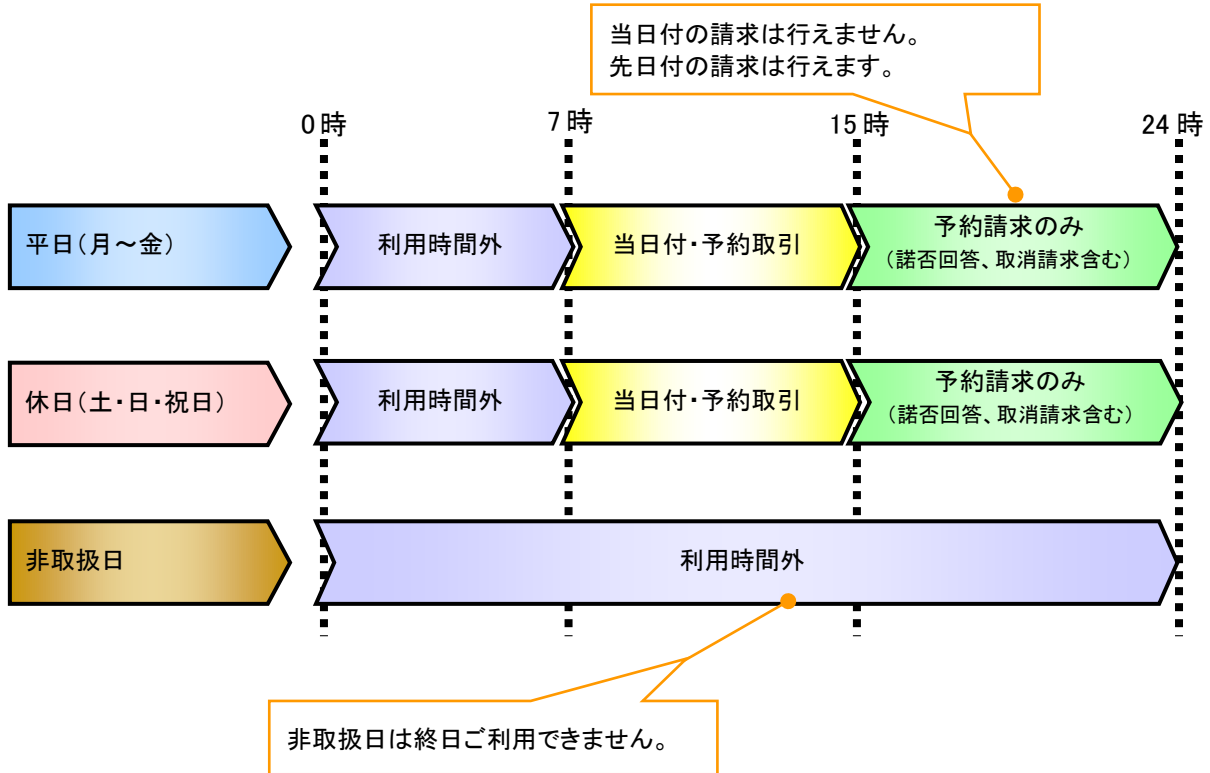 当日付の請求は行えません。
先日付の請求は行えます。
0時
7時
15時
24時
平日(月~金)
利用時間外
当日付・予約取引
予約請求のみ
(諾否回答、取消請求含む)
休日(土・日・祝日)
利用時間外
当日付・予約取引
予約請求のみ
(諾否回答、取消請求含む)
非取扱日
利用時間外
非取扱日は終日ご利用できません。